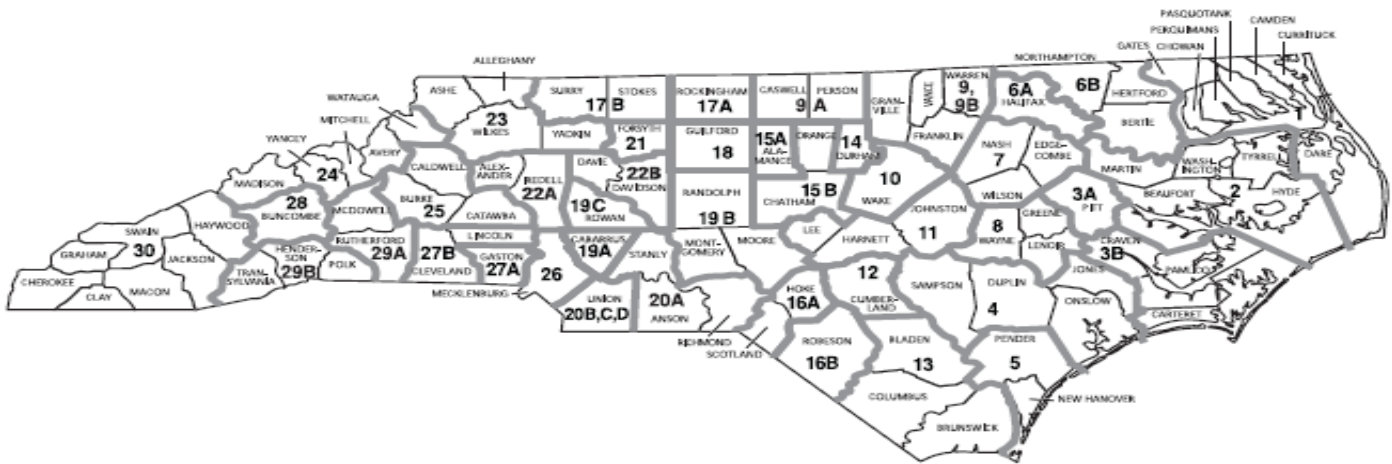 PASQUOTANK
CAMDEN
PERQUIMANS
CURRITUCK
GATES CHOWAN
NORTHAMPTON
ALLEGHANY
WATAUGA
ASHE
SURRY
STOKES
17 B
ROCKINGHAM
17A
CASWELL
PERSON
9 A
GRAN-
VILLE
VANCE
WARREN
9,
9B
6A
HALIFAX
6B
HERTFORD
BERTIE
1
MITCHELL
YANCEY
23
WILKES
YADKIN
FORSYTH
21
GUILFORD
18
15A
ALA-
MANCE
ORANGE
14
DURHAM
FRANKLIN
NASH
7
EDGE-
COMBE
MARTIN
WASH-
INGTON
TYRREL
DARE
MADISON
24
AVERY
CALDWELL
ALEX-
ANDER
IREDELL
22A
DAVIE
22B
DAVIDSON
RANDOLPH
19 B
15 B
CHATHAM
10
WAKE
JOHNSTON
WILSON
3A
PITT
BEAUFORT
2
HYDE
28
BUNCOMBE
MCDOWELL
BURKE
25
CATAWBA
19C
ROWAN
HAYWOOD
SWAIN
30
GRAHAM
JACKSON
CHEROKEE
CLAY
MACON
HENDER-
SON
29B
TRAN-
SYLVANIA
RUTHERFORD
29A
POLK
27B
CLEVELAND
LINCOLN
GASTON
27A
26
MECKLENBURG
CABARRUS
19A
STANLY
MONT-
GOMERY
MOORE
LEE
HARNETT
11
8
WAYNE
GREENE
LENOIR
CRAVEN
3B
JONES
PAMLICO
CARTERET
UNION
20B,C,D
20A
ANSON
RICHMOND
SCOTLAND
HOKE
16A
12
CUMBER-
LAND
SAMPSON
DUPLIN
4
ONSLOW
ROBESON
16B
BLADEN
13
PENDER
5
COLUMBUS
NEW HANOVER
BRUNSWICK